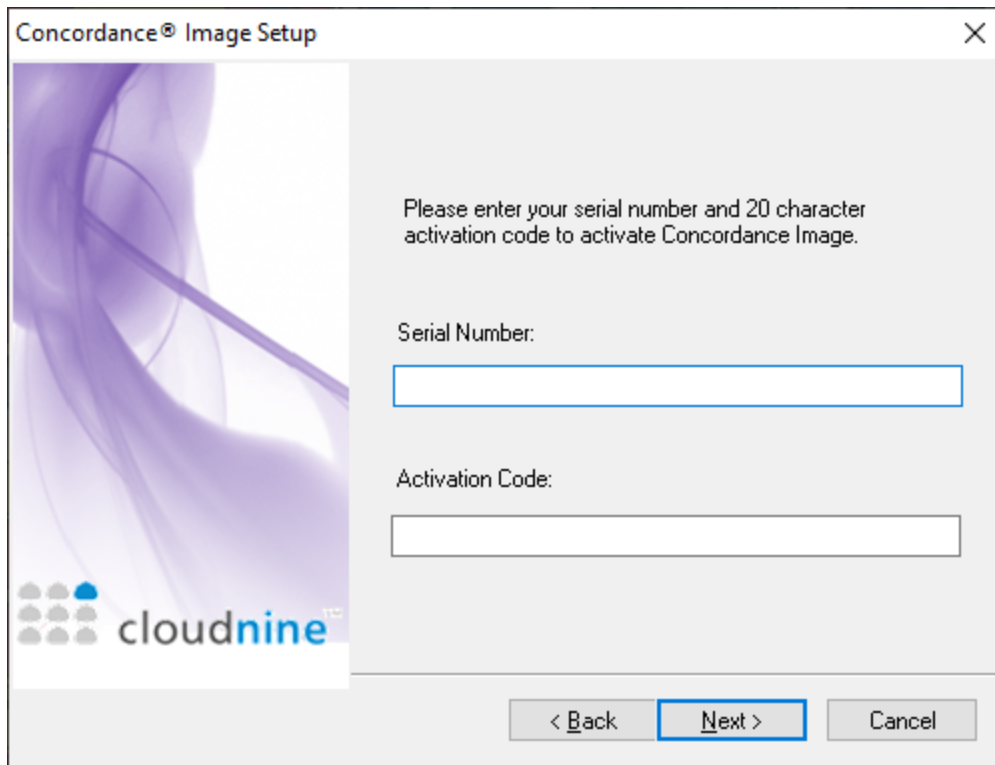 Concordance® Image Setup
Please enter your serial number and 20 character
activation code to activate Concordance Image.
Serial Number:
Activation Code:
cloudnine™
< Back
Next >
Cancel